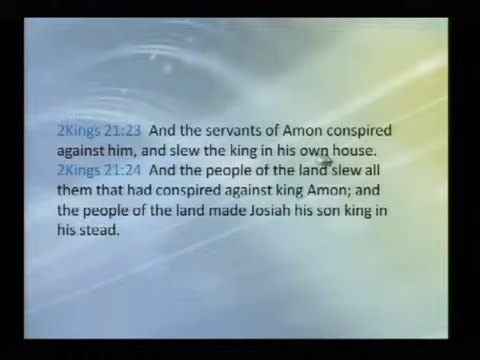 2Kings 21:23 And the servants of Amon conspired
against him, and slew the king in his own house.
2Kings 21:24 And the people of the land slew all
them that had conspired against king Amon; and
the people of the land made Josiah his son king in
his stead.